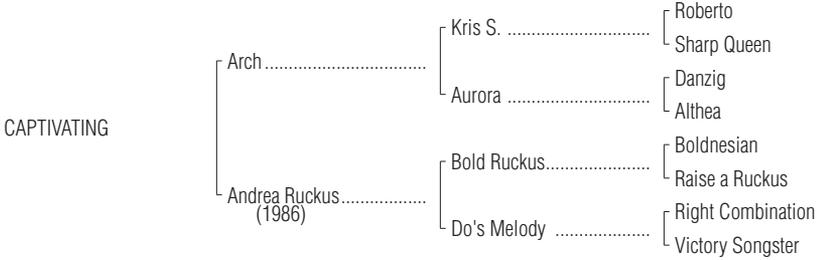 Roberto
Kris S. ..............................
Sharp Queen
Arch ..................................
Danzig
Aurora ..............................
Althea
CAPTIVATING
Boldnesian
Bold Ruckus......................
Raise a Ruckus
Andrea Ruckus..................
(1986)
Right Combination
Do's Melody ....................
Victory Songster